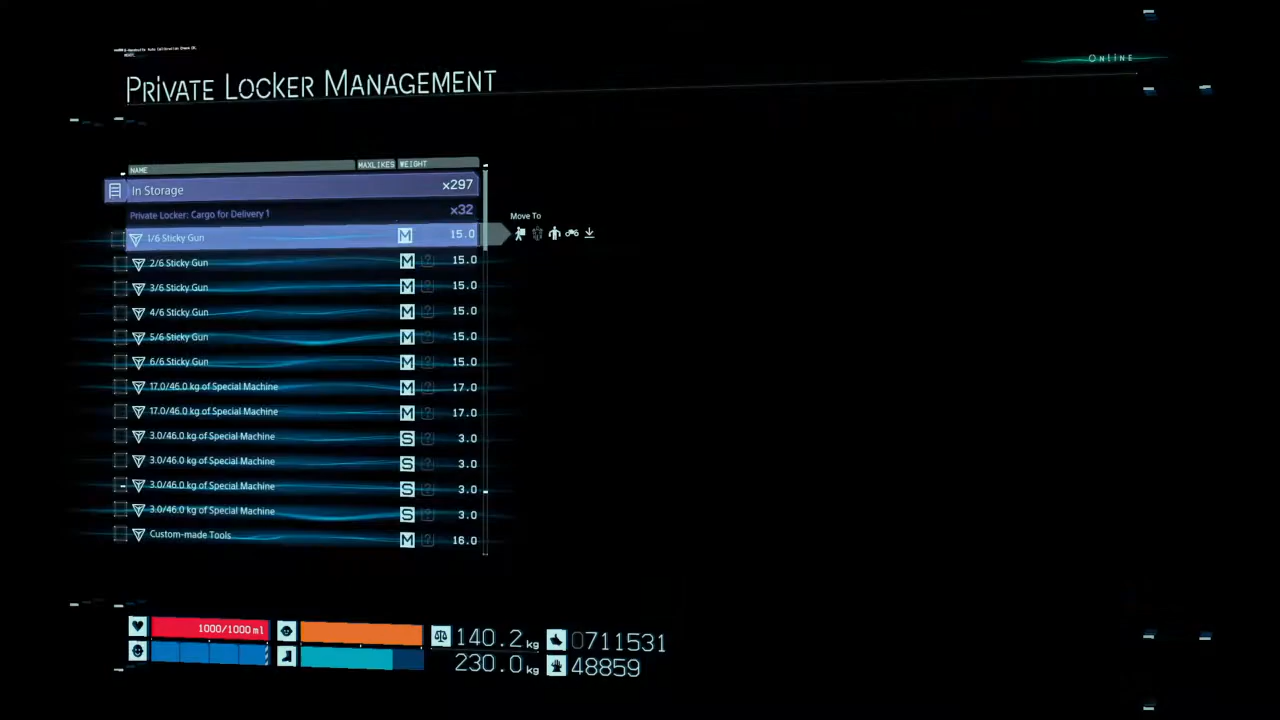 Private Locker Management
Online
NAME MAXLIKES WEIGHT
In Storage x297
Private Locker: Cargo for Delivery 1 x32
1/6 Sticky Gun M 15.0
Move To
2/6 Sticky Gun M 15.0
3/6 Sticky Gun M 15.0
4/6 Sticky Gun M 15.0
5/6 Sticky Gun M 15.0
6/6 Sticky Gun M 15.0
17.0/46.0 kg of Special Machine M 17.0
17.0/46.0 kg of Special Machine M 17.0
3.0/46.0 kg of Special Machine S 3.0
3.0/46.0 kg of Special Machine S 3.0
3.0/46.0 kg of Special Machine S 3.0
3.0/46.0 kg of Special Machine S 3.0
Custom-made Tools M 16.0
1000/1000 ml 140.2 kg 0711531
230.0 kg 48859